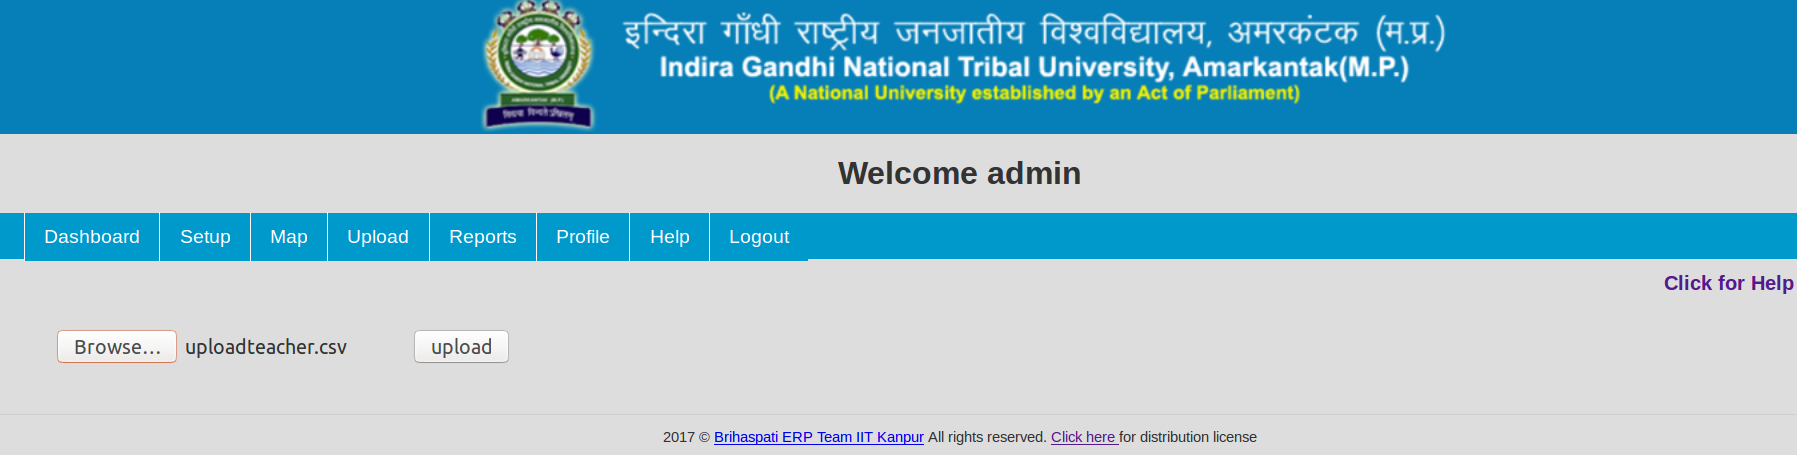 इन्दिरा गाँधी राष्ट्रीय जनजातीय विश्वविद्यालय, अमरकंटक (म.प्र.)
Indira Gandhi National Tribal University, Amarkantak(M.P.)
(A National University established by an Act of Parliament)
Welcome admin
Dashboard Setup Map Upload Reports Profile Help Logout
Click for Help
Browse... uploadteacher.csv upload
2017 © Brihaspati ERP Team IIT Kanpur All rights reserved. Click here for distribution license